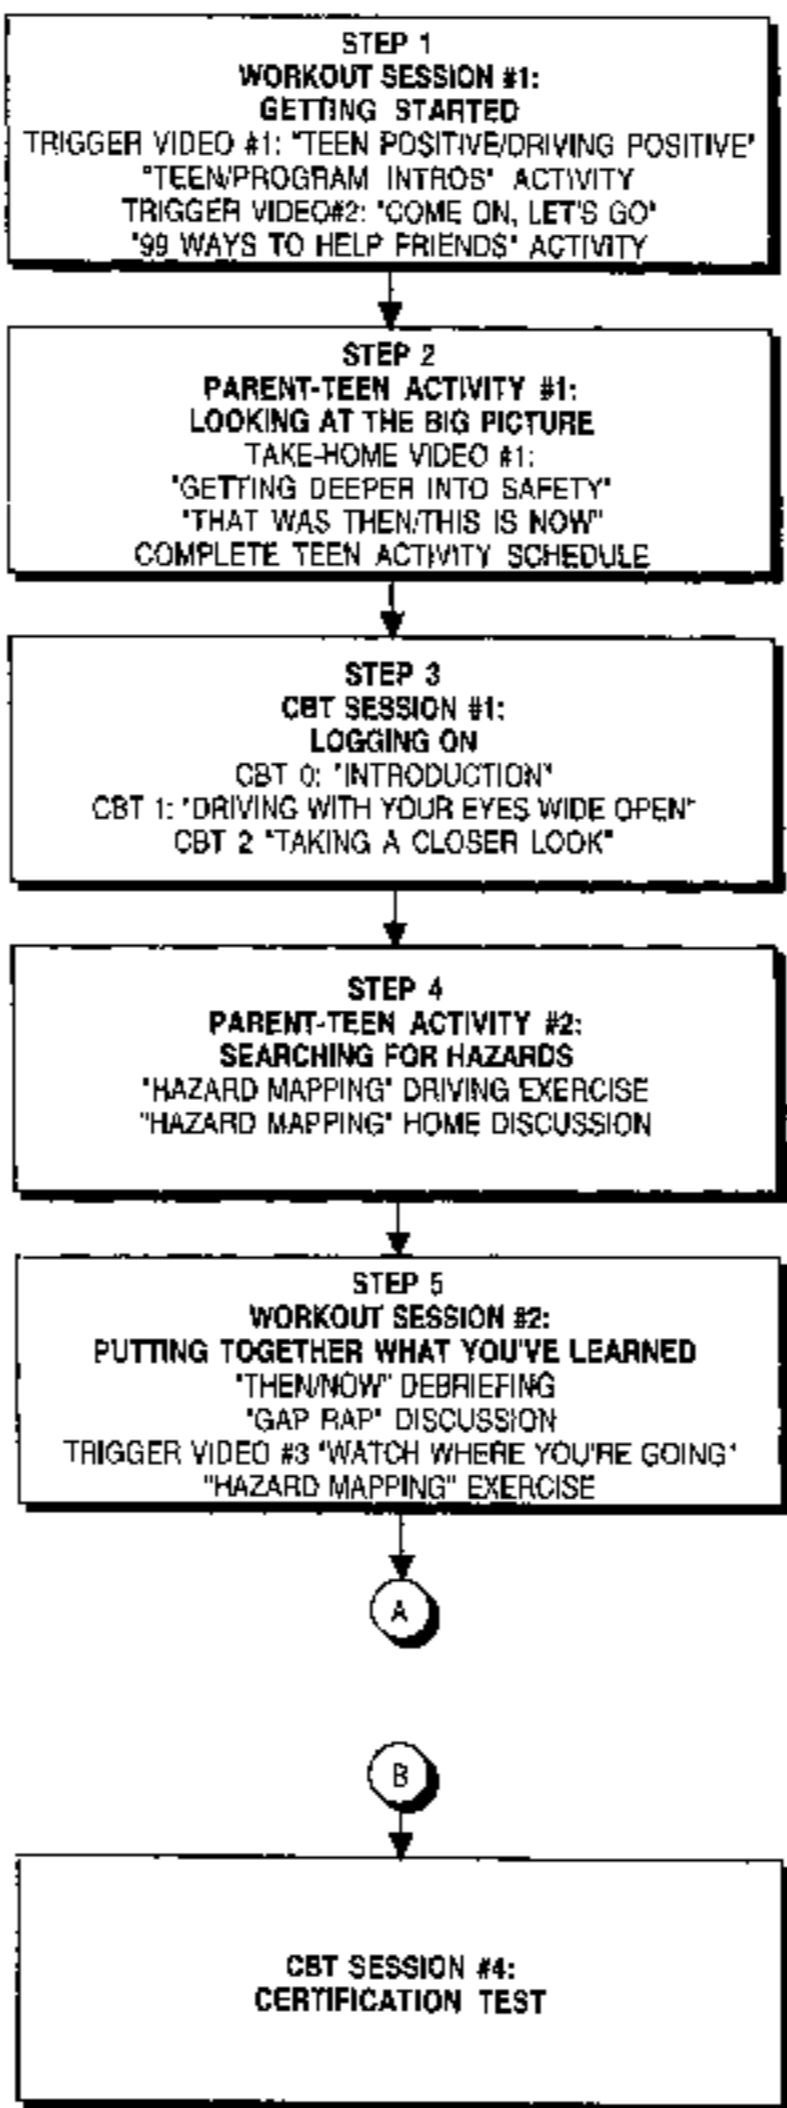 STEP 1
WORKOUT SESSION #1:
GETTING STARTED
TRIGGER VIDEO #1: "TEEN POSITIVE/DRIVING POSITIVE"
"TEEN/PROGRAM INTROS" ACTIVITY
TRIGGER VIDEO#2: "COME ON, LET'S GO"
"99 WAYS TO HELP FRIENDS" ACTIVITY
STEP 2
PARENT-TEEN ACTIVITY #1:
LOOKING AT THE BIG PICTURE
TAKE-HOME VIDEO #1:
"GETTING DEEPER INTO SAFETY"
"THAT WAS THEN/THIS IS NOW"
COMPLETE TEEN ACTIVITY SCHEDULE
STEP 3
CBT SESSION #1:
LOGGING ON
CBT 0: "INTRODUCTION"
CBT 1: "DRIVING WITH YOUR EYES WIDE OPEN"
CBT 2 "TAKING A CLOSER LOOK"
STEP 4
PARENT-TEEN ACTIVITY #2:
SEARCHING FOR HAZARDS
"HAZARD MAPPING" DRIVING EXERCISE
"HAZARD MAPPING" HOME DISCUSSION
STEP 5
WORKOUT SESSION #2:
PUTTING TOGETHER WHAT YOU'VE LEARNED
"THEN/NOW" DEBRIEFING
"GAP RAP" DISCUSSION
TRIGGER VIDEO #3 "WATCH WHERE YOU'RE GOING"
"HAZARD MAPPING" EXERCISE
A
B
CBT SESSION #4:
CERTIFICATION TEST